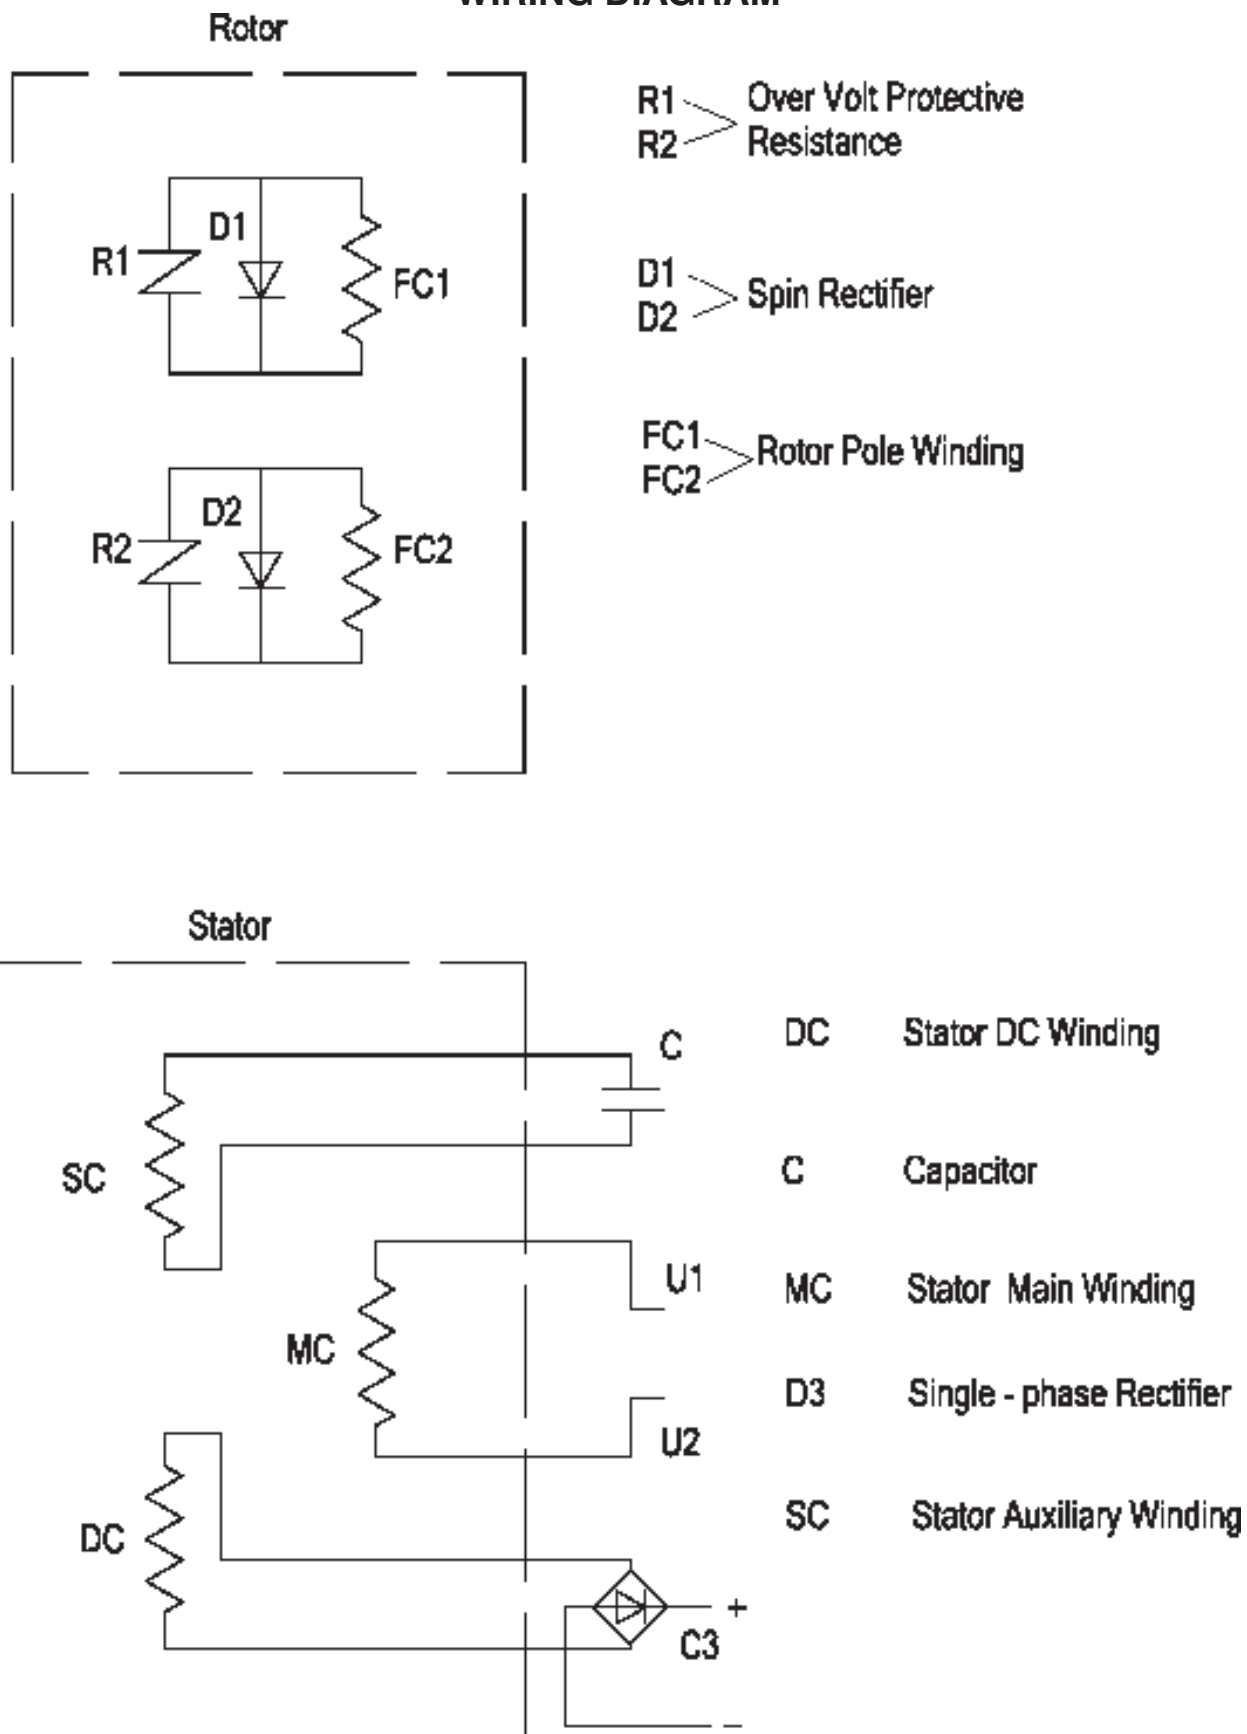 WIRING DIAGRAM
Rotor
R1
R2
Over Volt Protective
Resistance
D1
R1
FC1
D1
D2
Spin Rectifier
FC1
FC2
Rotor Pole Winding
D2
R2
FC2
Stator
C
DC Stator DC Winding
SC
C Capacitor
U1
MC Stator Main Winding
MC
D3 Single - phase Rectifier
U2
SC Stator Auxiliary Winding
DC
+
C3
–